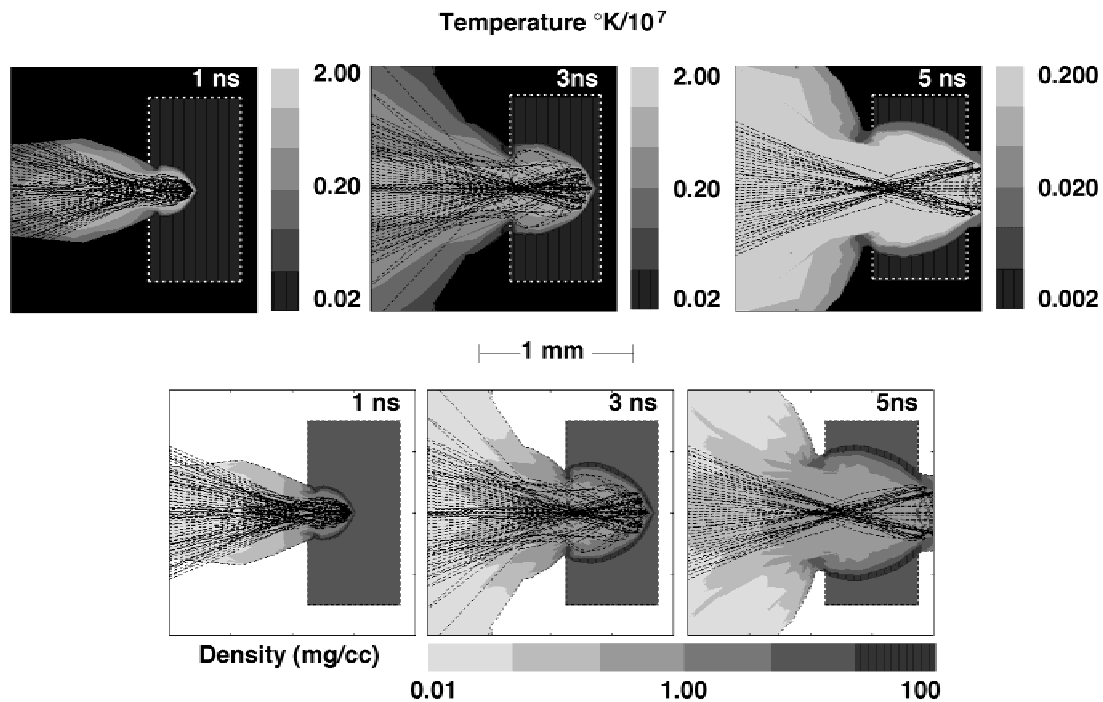 Temperature °K/10⁷
1 ns
2.00
0.20
0.02
3ns
2.00
0.20
0.02
5 ns
0.200
0.020
0.002
1 mm
1 ns
3 ns
5ns
Density (mg/cc)
0.01
1.00
100